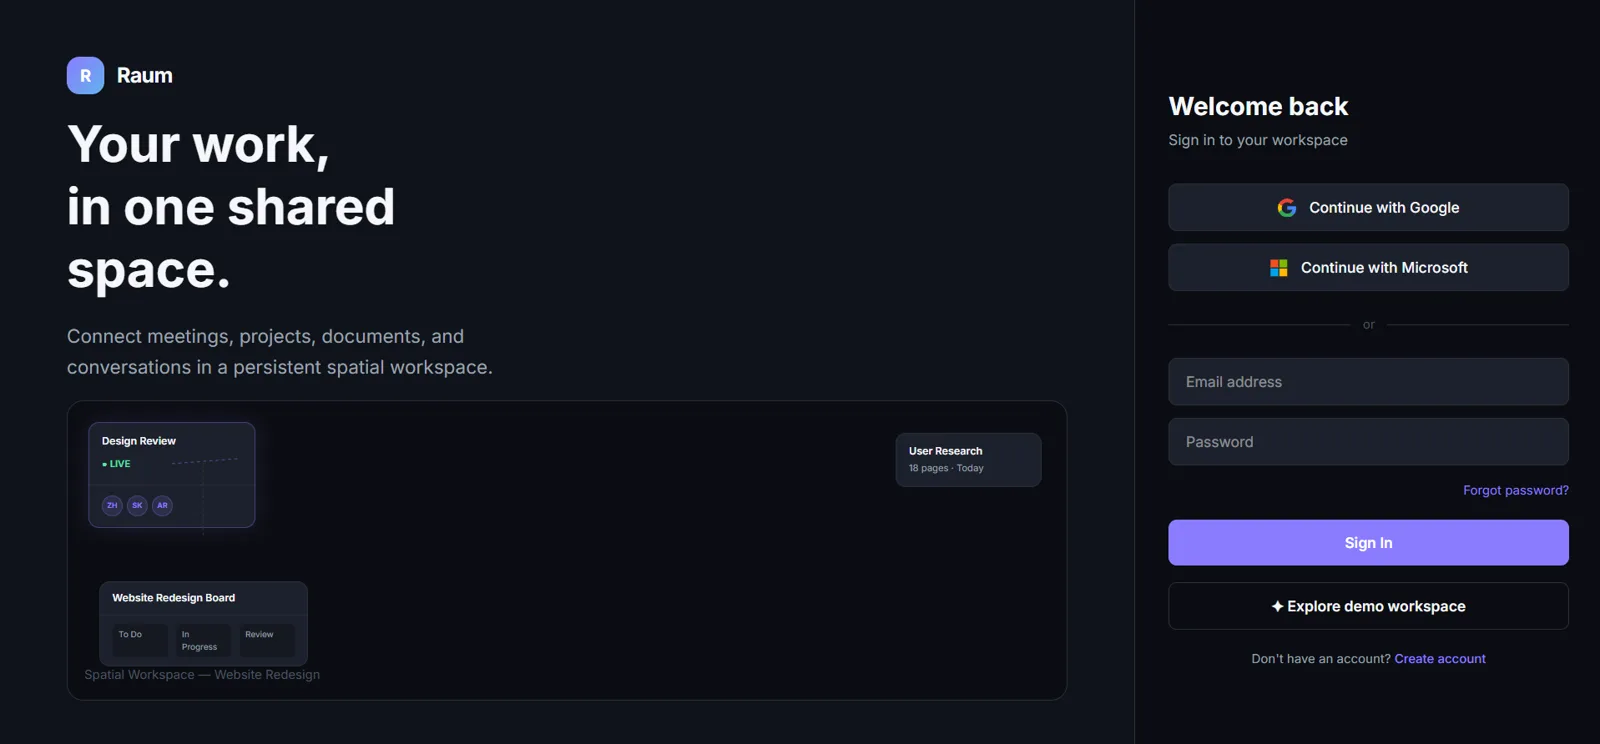 R
Raum
Your work,
in one shared
space.
Connect meetings, projects, documents, and
conversations in a persistent spatial workspace.
Design Review
• LIVE
ZH SK AR
User Research
18 pages · Today
Website Redesign Board
To Do
In
Progress
Review
Spatial Workspace — Website Redesign
Welcome back
Sign in to your workspace
Continue with Google
Continue with Microsoft
or
Email address
Password
Forgot password?
Sign In
✦ Explore demo workspace
Don't have an account? Create account